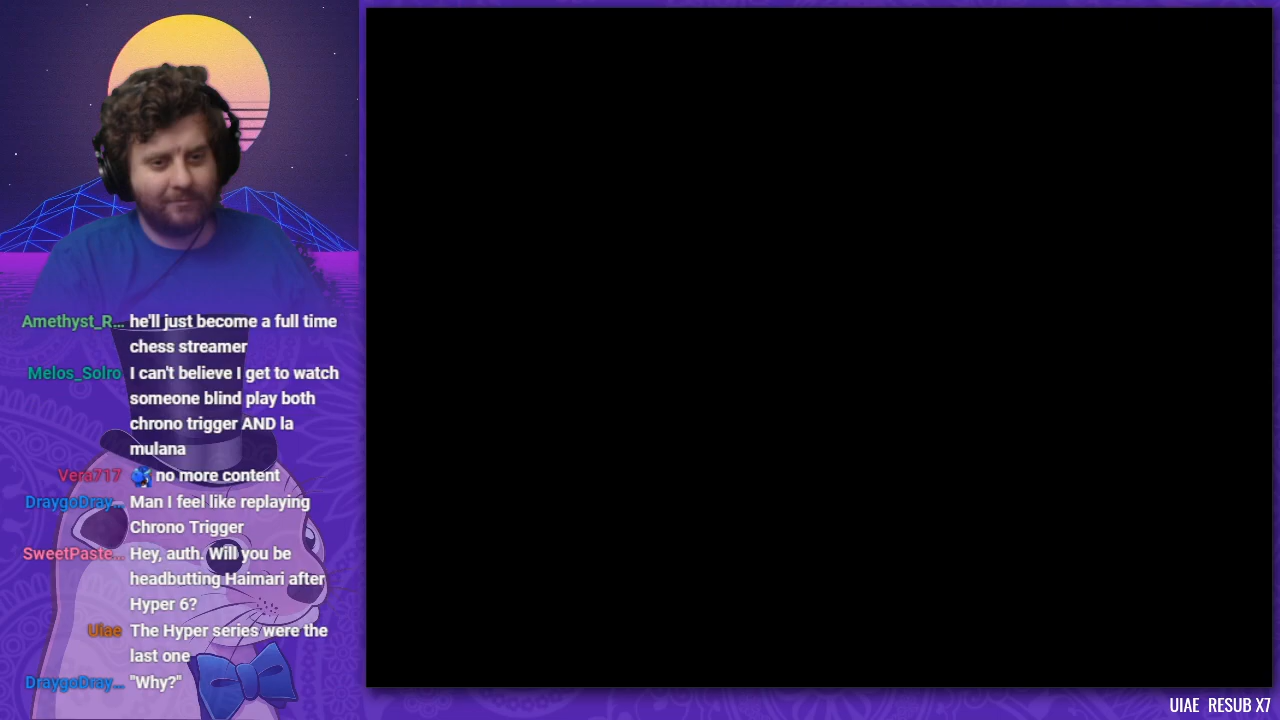 Amethyst_R... he'll just become a full time
chess streamer
Melos_Solro I can't believe I get to watch
someone blind play both
chrono trigger AND la
mulana
Vera717 no more content
DraygoDray... Man I feel like replaying
Chrono Trigger
SweetPaste... Hey, auth. Will you be
headbutting Haimari after
Hyper 6?
Uiae The Hyper series were the
last one
DraygoDray... "Why?"
UIAE RESUB X7